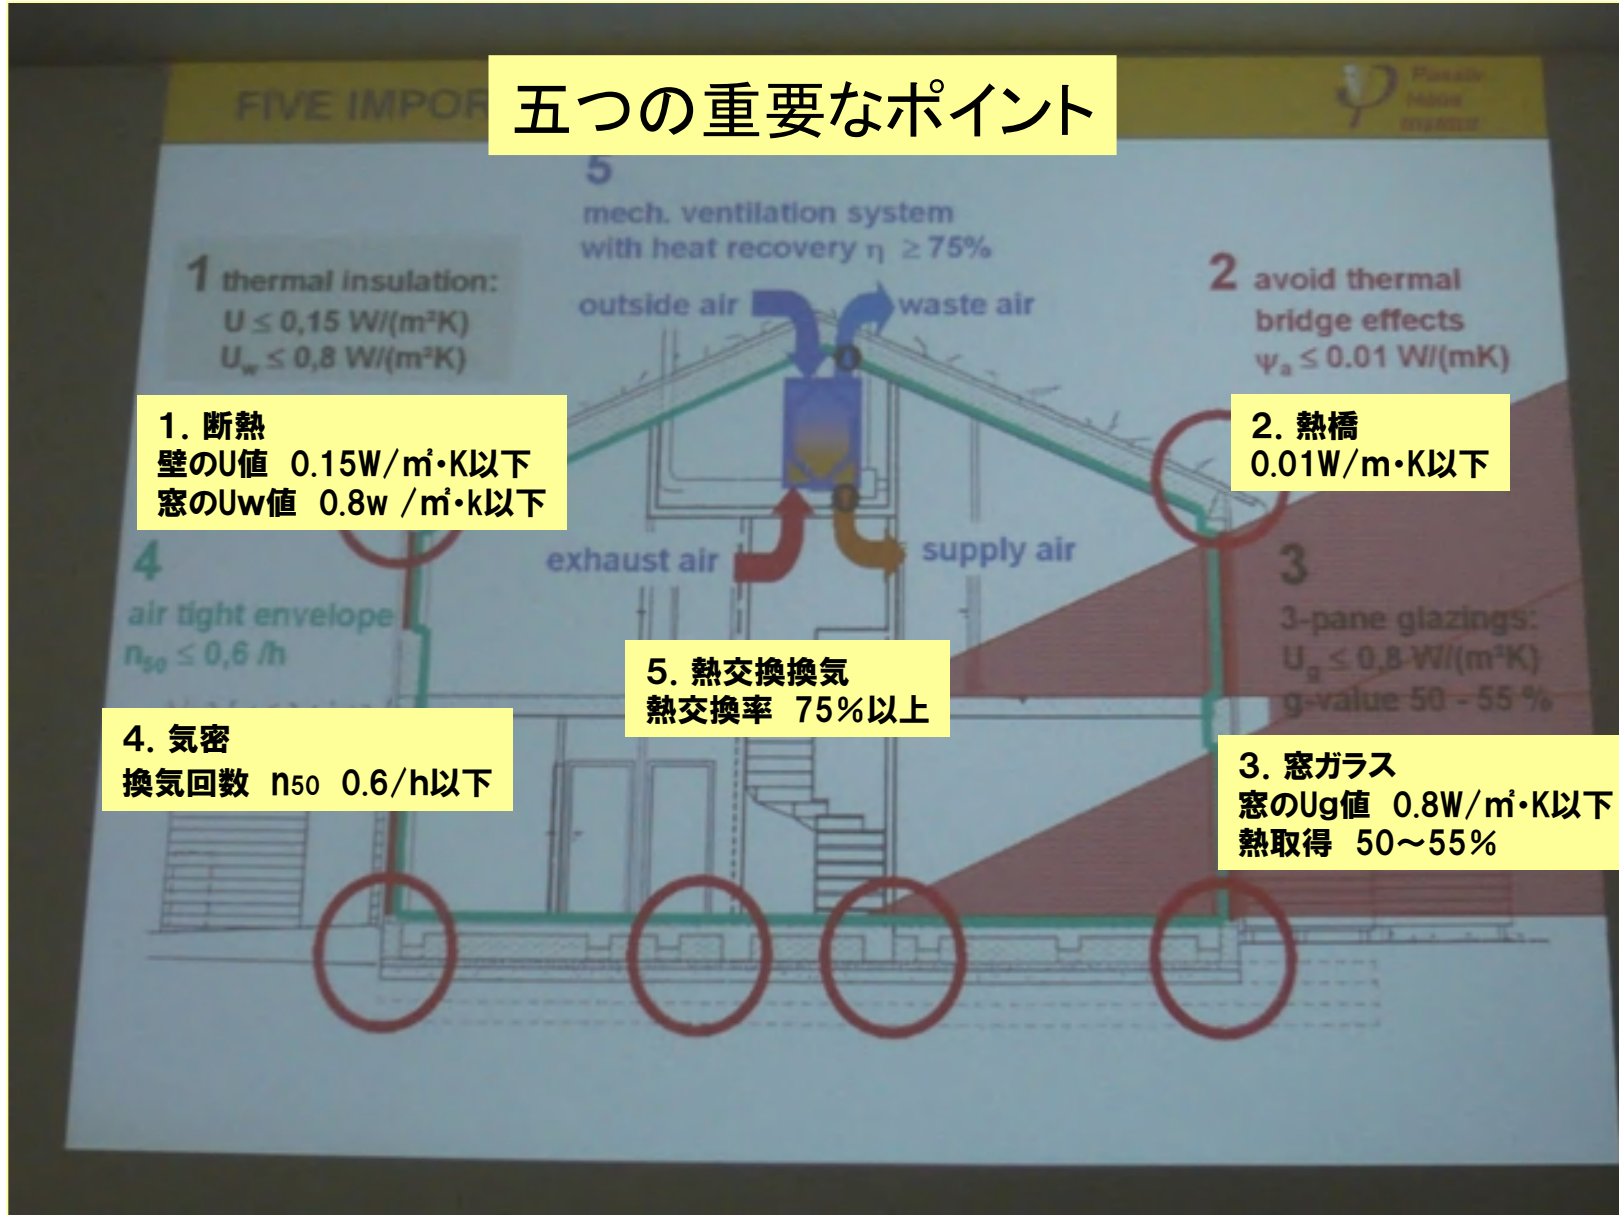 五つの重要なポイント
FIVE IMPOR
Passiv
Haus
Institut
5
mech. ventilation system
with heat recovery η ≥ 75%
outside air
waste air
1 thermal insulation:
U ≤ 0,15 W/(m²K)
Uw ≤ 0,8 W/(m²K)
2 avoid thermal
bridge effects
ψa ≤ 0.01 W/(mK)
1. 断熱
壁のU値 0.15W/㎡・K以下
窓のUw値 0.8w /㎡・k以下
2. 熱橋
0.01W/m・K以下
exhaust air
supply air
4
air tight envelope
n50 ≤ 0,6 /h
3
3-pane glazings:
Ug ≤ 0,8 W/(m²K)
g-value 50 - 55 %
5. 熱交換換気
熱交換率 75%以上
4. 気密
換気回数 n50 0.6/h以下
3. 窓ガラス
窓のUg値 0.8W/㎡・K以下
熱取得 50～55%